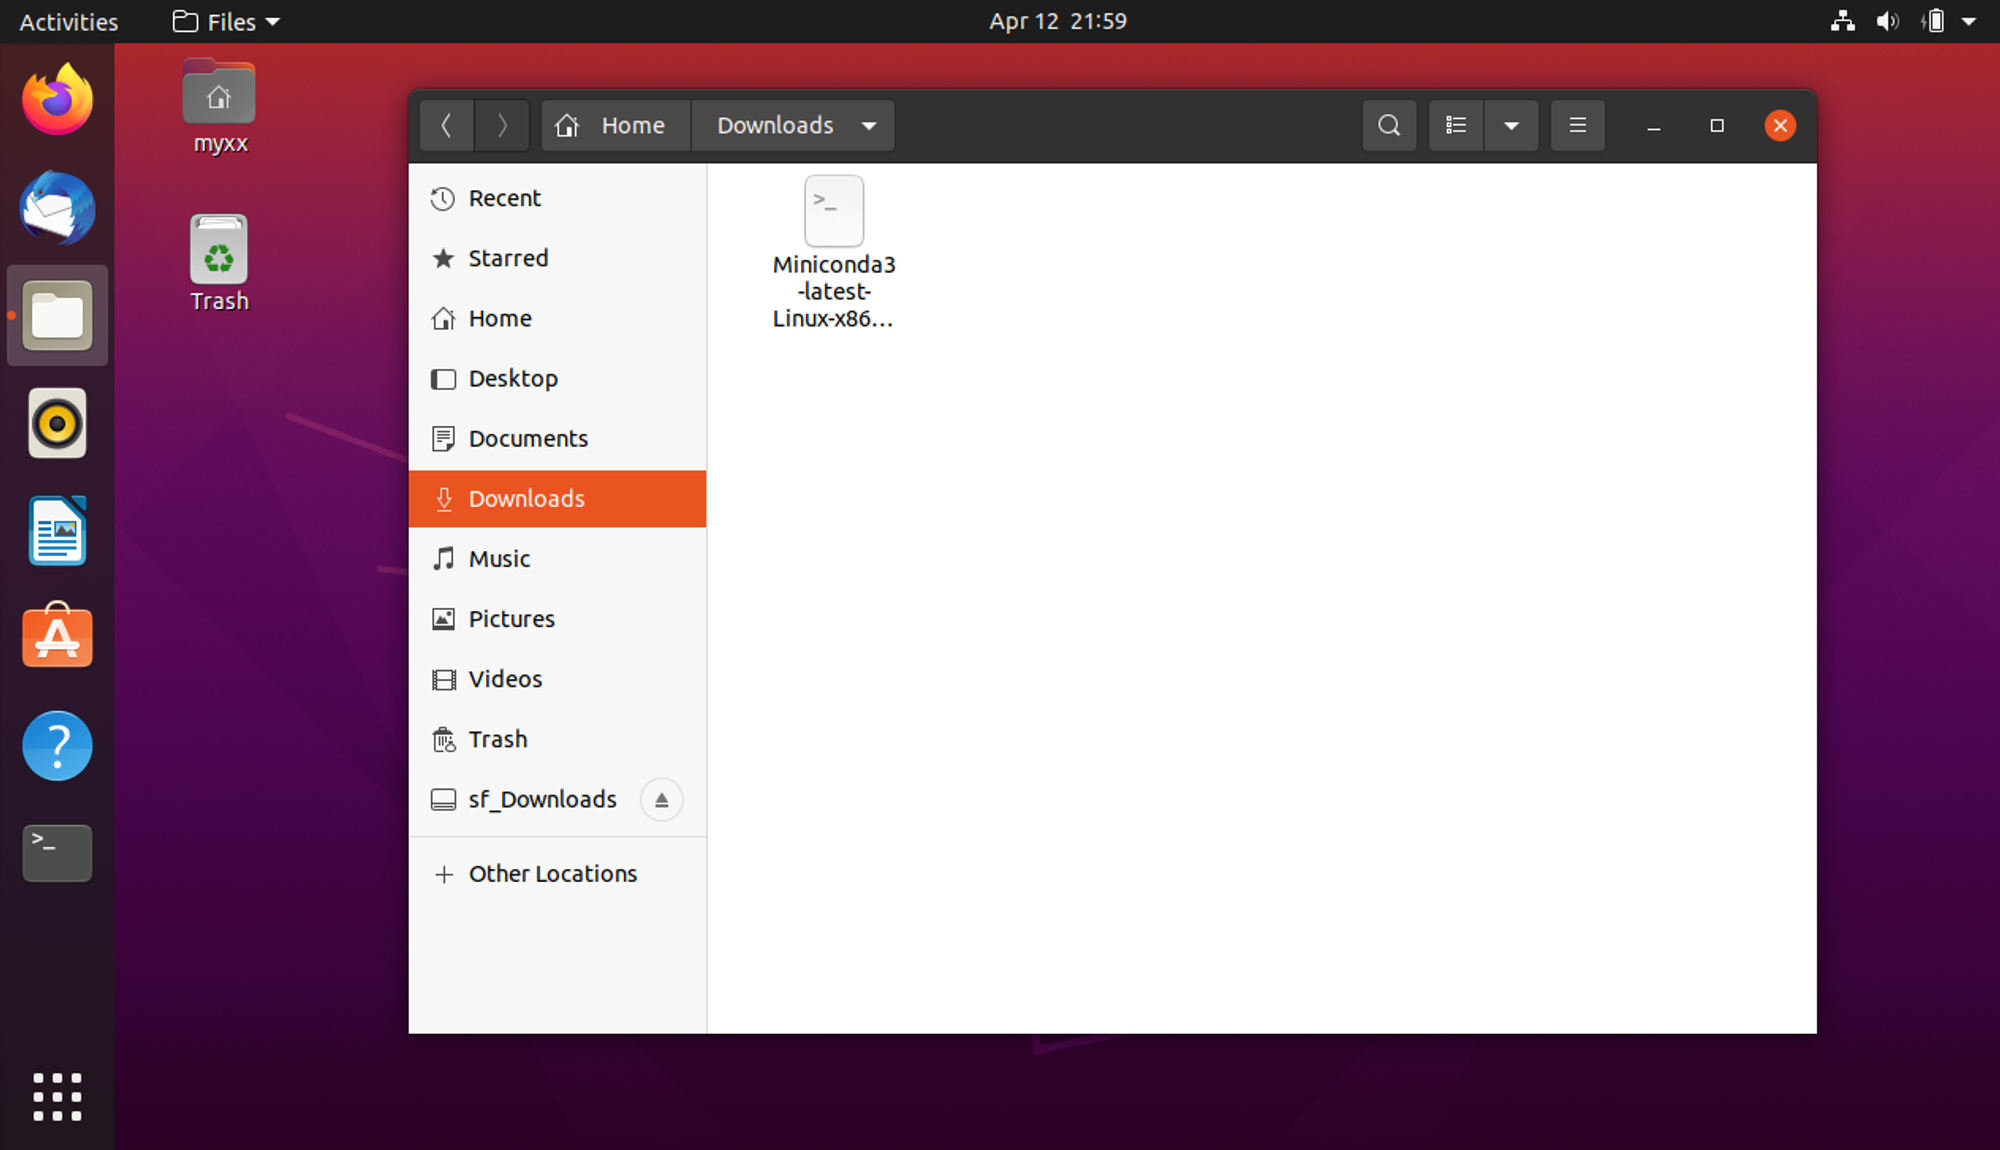 Activities
Files
Apr 12 21:59
myxx
Trash
Home
Downloads
Recent
Starred
Home
Desktop
Documents
Downloads
Music
Pictures
Videos
Trash
sf_Downloads
Other Locations
>_
Miniconda3
-latest-
Linux-x86...
?
>_